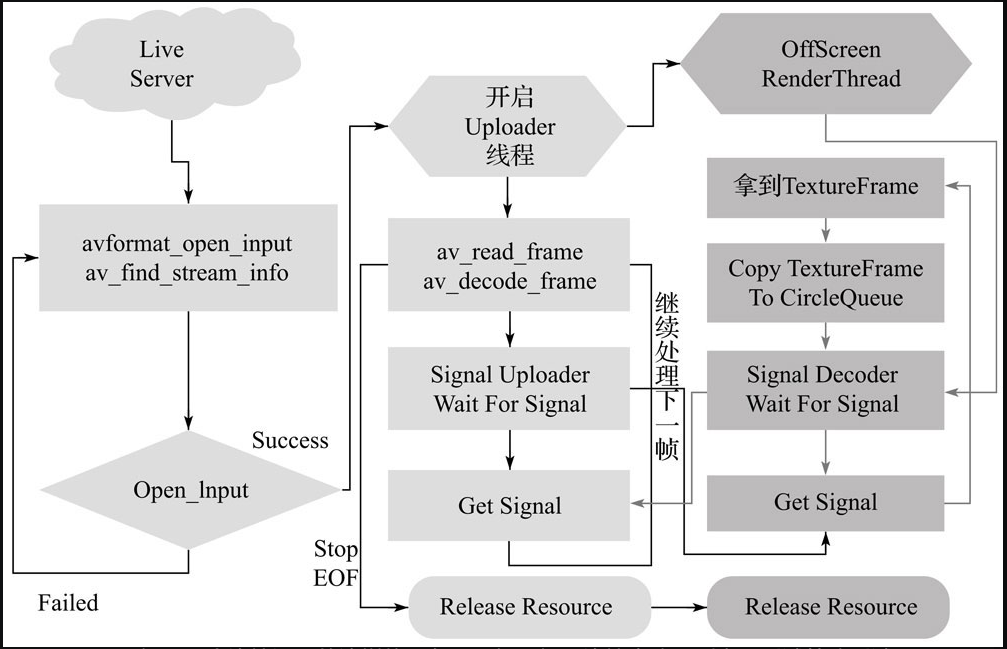 Live
Server
avformat_open_input
av_find_stream_info
Open_lnput
Success
Failed
开启
Uploader
线程
av_read_frame
av_decode_frame
Signal Uploader
Wait For Signal
Get Signal
继续处理下一帧
Stop
EOF
Release Resource
OffScreen
RenderThread
拿到TextureFrame
Copy TextureFrame
To CircleQueue
Signal Decoder
Wait For Signal
Get Signal
Release Resource